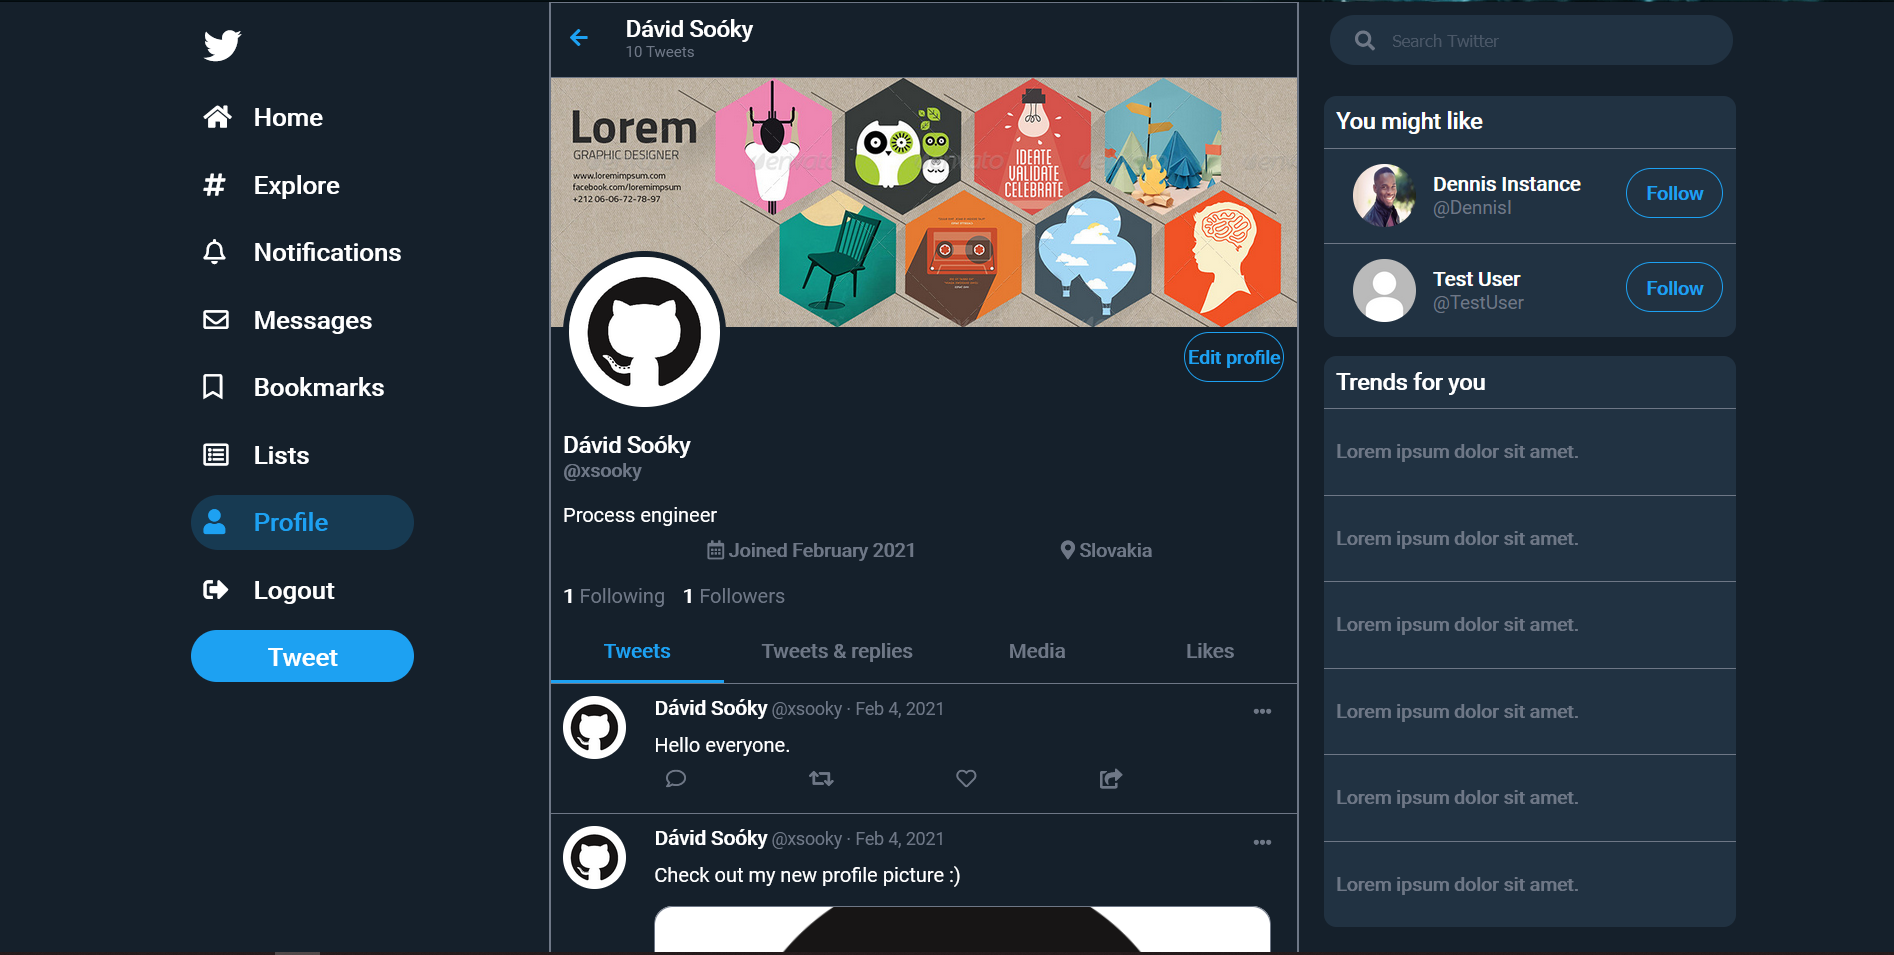 Home
Explore
Notifications
Messages
Bookmarks
Lists
Profile
Logout
Tweet
Dávid Soóky
10 Tweets
Lorem
GRAPHIC DESIGNER
www.loremimpsum.com
facebook.com/loremimpsum
+212 06-06-72-78-97
IDEATE
VALIDATE
CELEBRATE
envato
Edit profile
Dávid Soóky
@xsooky
Process engineer
Joined February 2021 Slovakia
1 Following 1 Followers
Tweets Tweets & replies Media Likes
Dávid Soóky @xsooky · Feb 4, 2021
Hello everyone.
Dávid Soóky @xsooky · Feb 4, 2021
Check out my new profile picture :)
Search Twitter
You might like
Dennis Instance
@DennisI
Follow
Test User
@TestUser
Follow
Trends for you
Lorem ipsum dolor sit amet.
Lorem ipsum dolor sit amet.
Lorem ipsum dolor sit amet.
Lorem ipsum dolor sit amet.
Lorem ipsum dolor sit amet.
Lorem ipsum dolor sit amet.